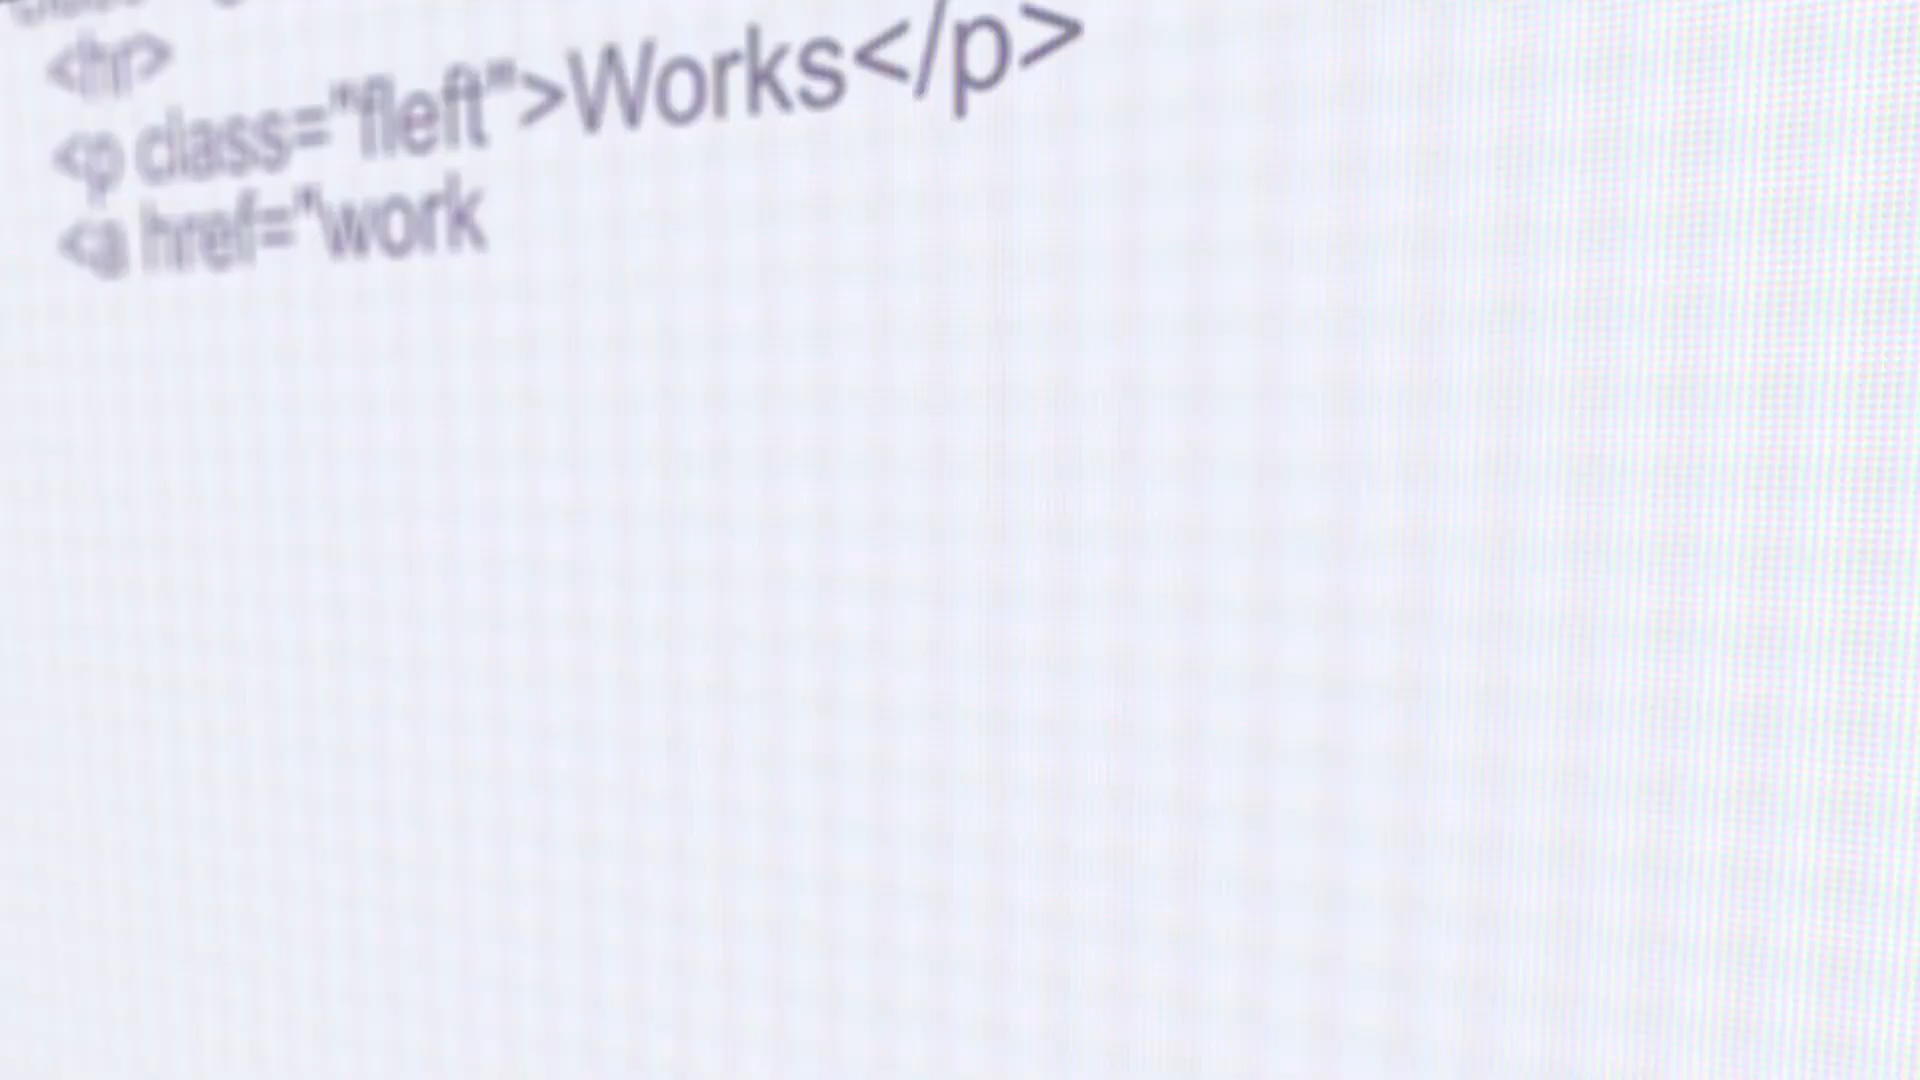 <hr>
<p class="fleft">Works</p>
<a href="work